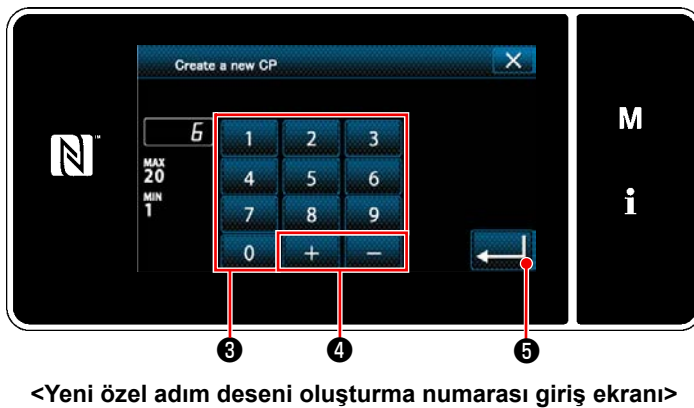 Create a new CP
6
MAX
20
MIN
1
1 2 3
4 5 6
7 8 9
0 + −
M
i
N™
❸ ❹ ❺
<Yeni özel adım deseni oluşturma numarası giriş ekranı>